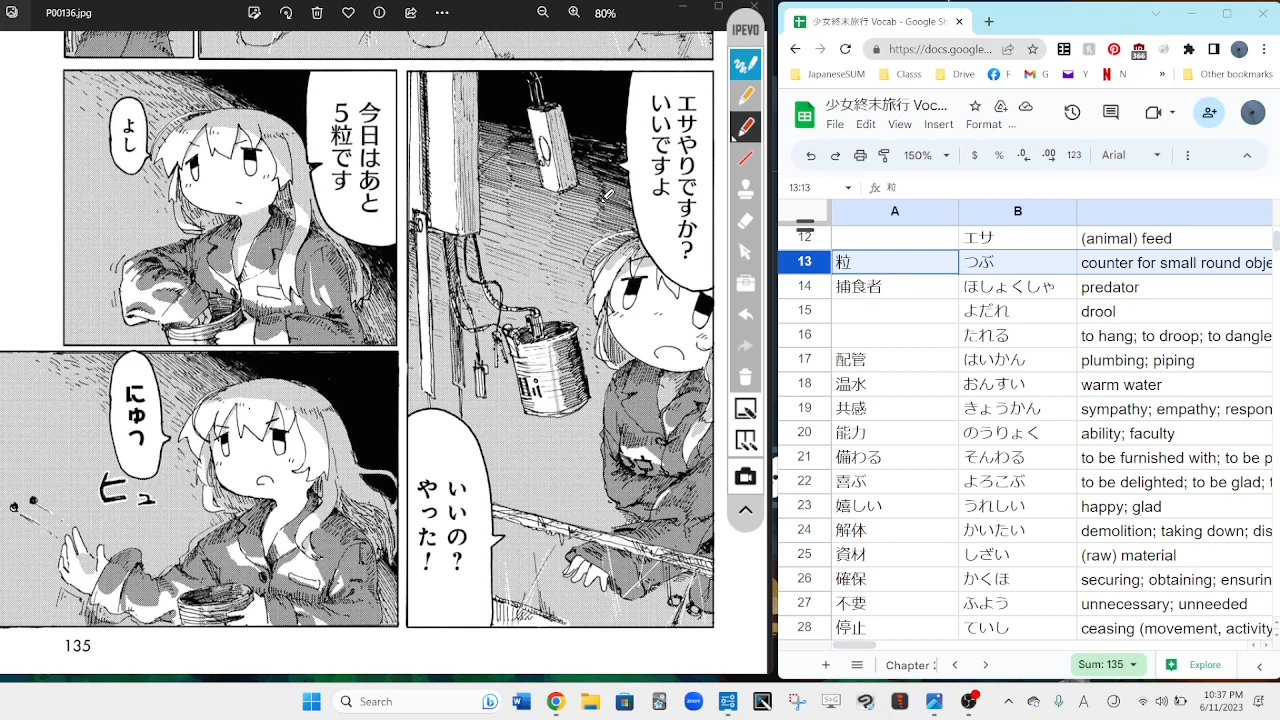 P00136.jpg
80%
エサやりですか?
いいですよ
いいの?
やった!
今日はあと
5粒です
よし
にゅっ
ヒュ
135
IPEVO
少女終末旅行 Vocab - Google Sh
https://docs.google...
366
JapaneseSUM
Classs
Drive
F
G
Y
N
»
Other bookmarks
少女終末旅行 Voc...
File Edit View Insert Format ...
150% $ % .0 .00 123 Arial
13:13 fx 粒
A B
12 エサ (animal) feed
13 粒 つぶ counter for small round obje
14 捕食者 ほしょくしゃ predator
15 よだれ drool
16 たれる to hang; to droop; to dangle
17 配管 はいかん plumbing; piping
18 温水 おんすい warm water
19 共感 きょうかん sympathy; empathy; respon
20 能力 のうりょく ability; faculty
21 備わる そんわる to be furnished with; to be p
22 喜ぶ よろこぶ to be delighted; to be glad; t
23 嬉しい うれしい happy; glad
24 解体 かいたい demolition; taking down; dis
25 資材 しざい (raw) material
26 確保 かくほ securing; obtaining; ensurin
27 不要 ふよう unnecessary; unneeded
28 停止 ていし ceasing (movement, activity
Chapter
Sum: 135
Explore
Search
zoom
A
10:37 PM
6/11/2023